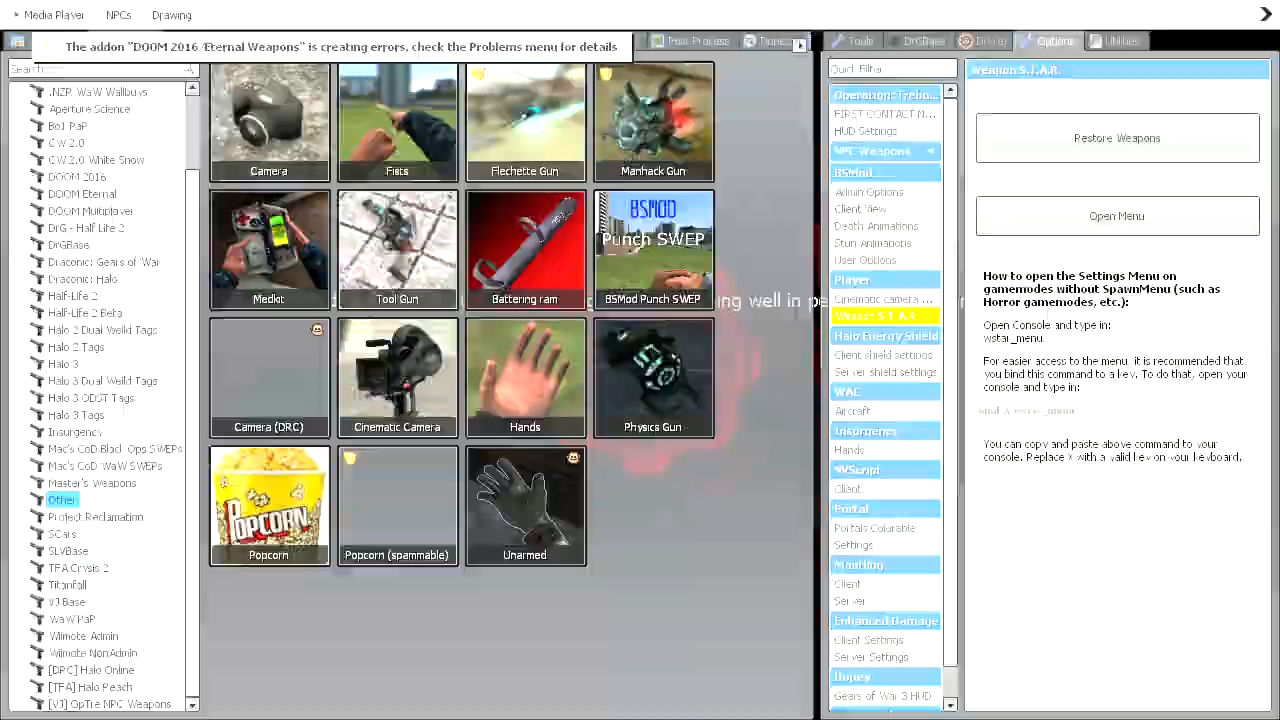 Media Player
NPCs
Drawing
The addon "DOOM 2016/Eternal Weapons" is creating errors, check the Problems menu for details
Tools
Options
Utilities
Search...
Aperture Science
Bo1 PaP
CW 2.0
DOOM 2016
DOOM Eternal
DOOM Multiplayer
DrG - Half Life 2
DrGBase
Draconic: Gears of War
Draconic: Halo
Half-Life 2
Half-Life 2 Beta
Halo 2 Dual Weild Tags
Halo 2 Tags
Halo 3
Halo 3 Dual Weild Tags
Halo 3 ODST Tags
Halo 3 Tags
Insurgency
Mac's CoD Black Ops SWEPs
Mac's CoD WaW SWEPs
Master's Weapons
Other
Project Reclamation
SCars
SLVBase
TFA Crysis 2
Titanfall
VJ Base
WaW PaP
Wiimote Admin
Wiimote NonAdmin
[DPC] Halo Online
[TFA] Halo Reach
[VJ] OpTic NPC Weapons
Camera
Fists
Flechette Gun
Manhack Gun
Medkit
Tool Gun
Battering ram
BSMOD
Punch SWEP
BSMod Punch SWEP
Camera (DRC)
Cinematic Camera
Hands
Physics Gun
POPCORN
Popcorn
Popcorn (spammable)
Unarmed
Quick Filter
FIRST CONTACT
HUD Settings
NPC Weapons
BSMod
Admin Options
Client View
Death Animations
Stun Animations
User Options
Player
Cinematic camera ...
Weapon S.T.A.R.
Halo Energy Shield
Client shield settings
Server shield settings
WAC
Aircraft
Insurgency
Hands
VScript
Client
Portal
Portals Colorable
Settings
Mantling
Client
Server
Enhanced Damage
Client Settings
Server Settings
Hopey
Gears of War 3 HUD
Weapon S.T.A.R.
Restore Weapons
Open Menu
How to open the Settings Menu on
gamemodes without SpawnMenu (such as
Horror gamemodes, etc.):
Open Console and type in:
wstar_menu
For easier access to the menu, it is recommended that
you bind this command to a key. To do that, open your
console and type in:
bind x wstar_menu
You can copy and paste above command to your
console. Replace x with a valid key on your keyboard.